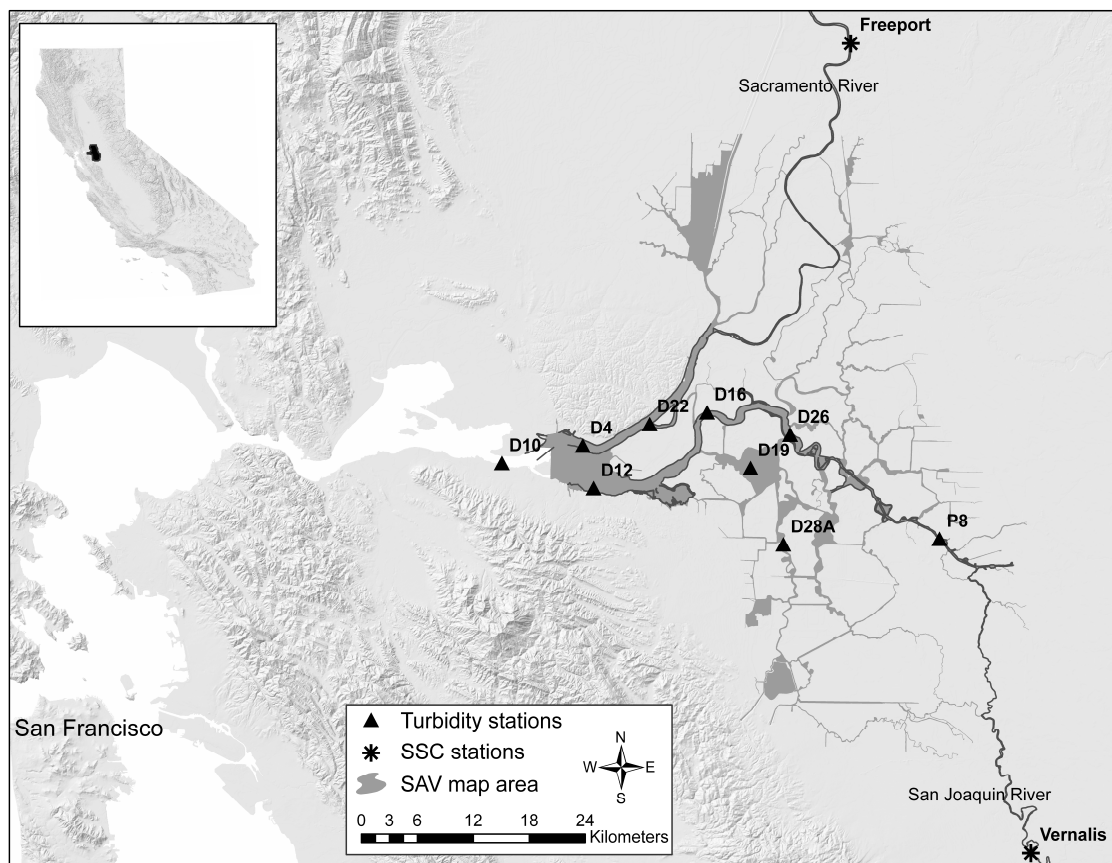 Freeport
Sacramento River
D22
D16
D4
D26
D10
D19
D12
D28A
P8
San Francisco
Turbidity stations
SSC stations
SAV map area
N
W E
S
0 3 6 12 18 24
Kilometers
San Joaquin River
Vernalis